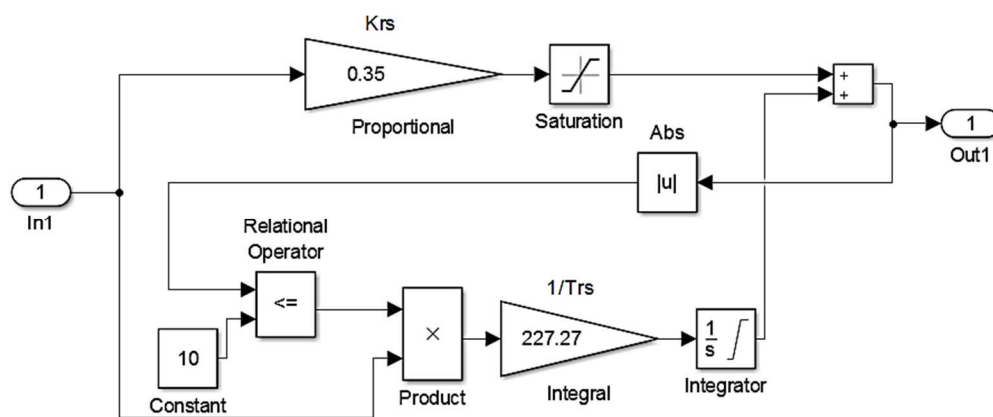 Krs
0.35
Proportional
Saturation
+
+
1
Out1
Abs
|u|
1
In1
Relational
Operator
<=
10
Constant
×
Product
1/Trs
227.27
Integral
1
s
Integrator